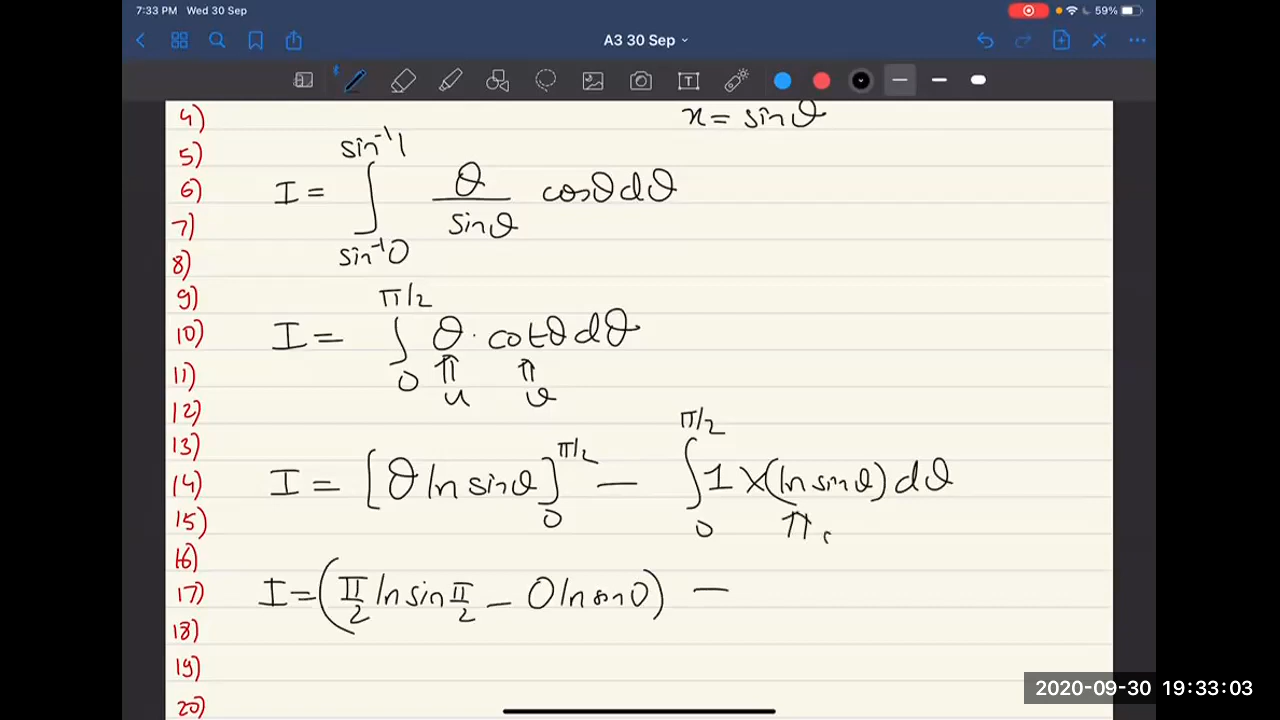 7:33 PM Wed 30 Sep 59%
A3 30 Sep
4) x = sinθ
5) sin⁻¹1
6) I = ∫ θ/sinθ cosθ dθ
7)
8) sin⁻¹0
9) π/2
10) I = ∫ θ · cotθ dθ
11) 0 ⇑ ⇑
12) u v
13) π/2 π/2
14) I = [θ ln sinθ] − ∫ 1 × (ln sinθ) dθ
15) 0 0 ⇑
16)
17) I = (π/2 ln sin π/2 − 0 ln sin 0) −
18)
19)
20)
2020-09-30 19:33:03